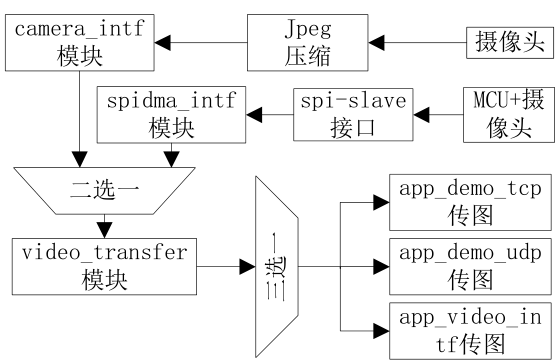 camera_intf
模块
Jpeg
压缩
摄像头
spidma_intf
模块
spi-slave
接口
MCU+摄
像头
二选一
video_transfer
模块
三选一
app_demo_tcp
传图
app_demo_udp
传图
app_video_in
tf传图